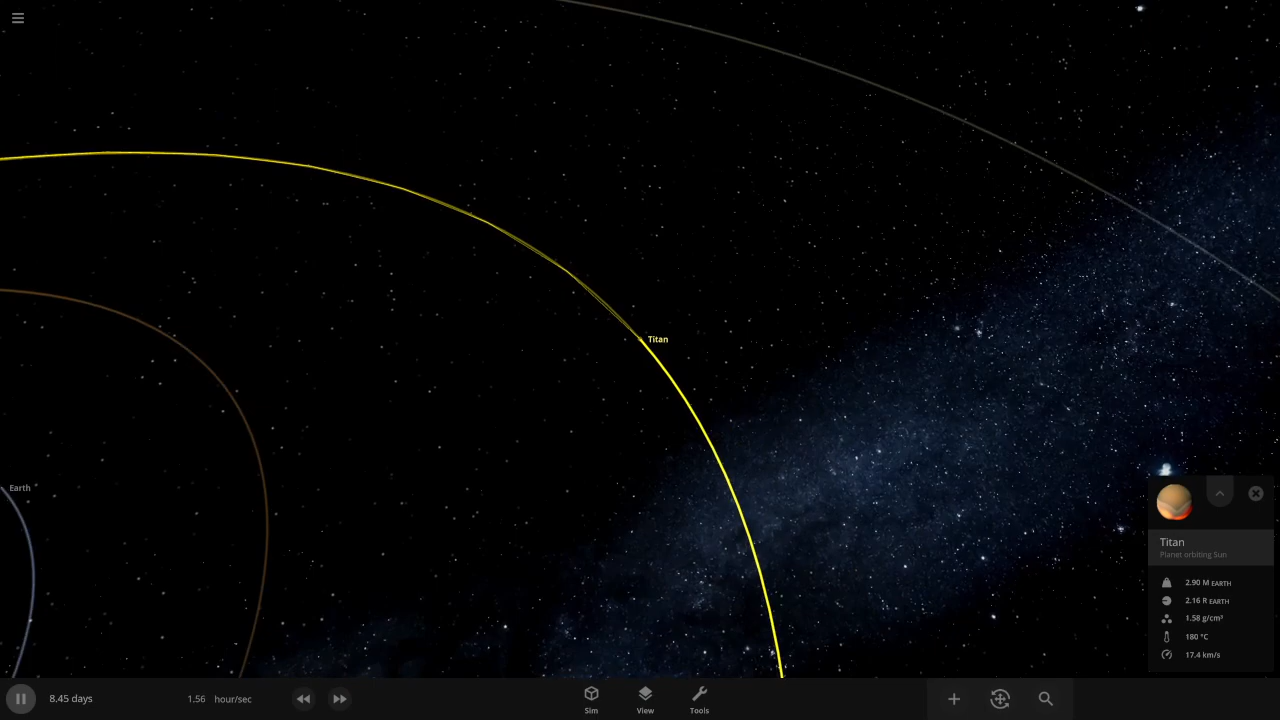 Titan
Earth
Titan
Planet orbiting Sun
2.90 M EARTH
2.16 R EARTH
1.58 g/cm³
180 °C
17.4 km/s
8.45 days
1.56 hour/sec
Sim
View
Tools